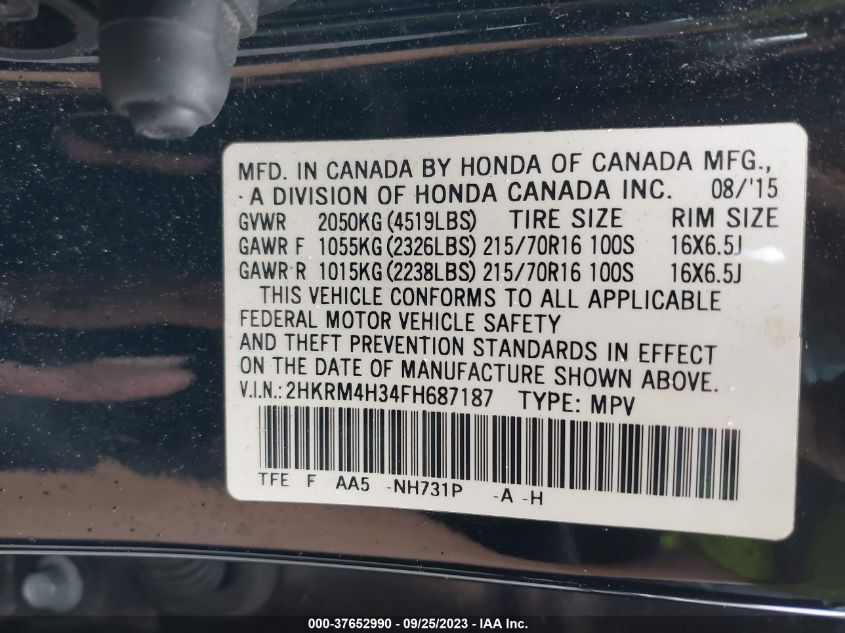 MFD. IN CANADA BY HONDA OF CANADA MFG.,
A DIVISION OF HONDA CANADA INC. 08/'15
GVWR 2050KG (4519LBS) TIRE SIZE RIM SIZE
GAWR F 1055KG (2326LBS) 215/70R16 100S 16X6.5J
GAWR R 1015KG (2238LBS) 215/70R16 100S 16X6.5J
THIS VEHICLE CONFORMS TO ALL APPLICABLE
FEDERAL MOTOR VEHICLE SAFETY
AND THEFT PREVENTION STANDARDS IN EFFECT
ON THE DATE OF MANUFACTURE SHOWN ABOVE.
V.I.N.: 2HKRM4H34FH687187 TYPE: MPV
TFE F AA5 -NH731P -A -H
000-37652990 - 09/25/2023 - IAA Inc.